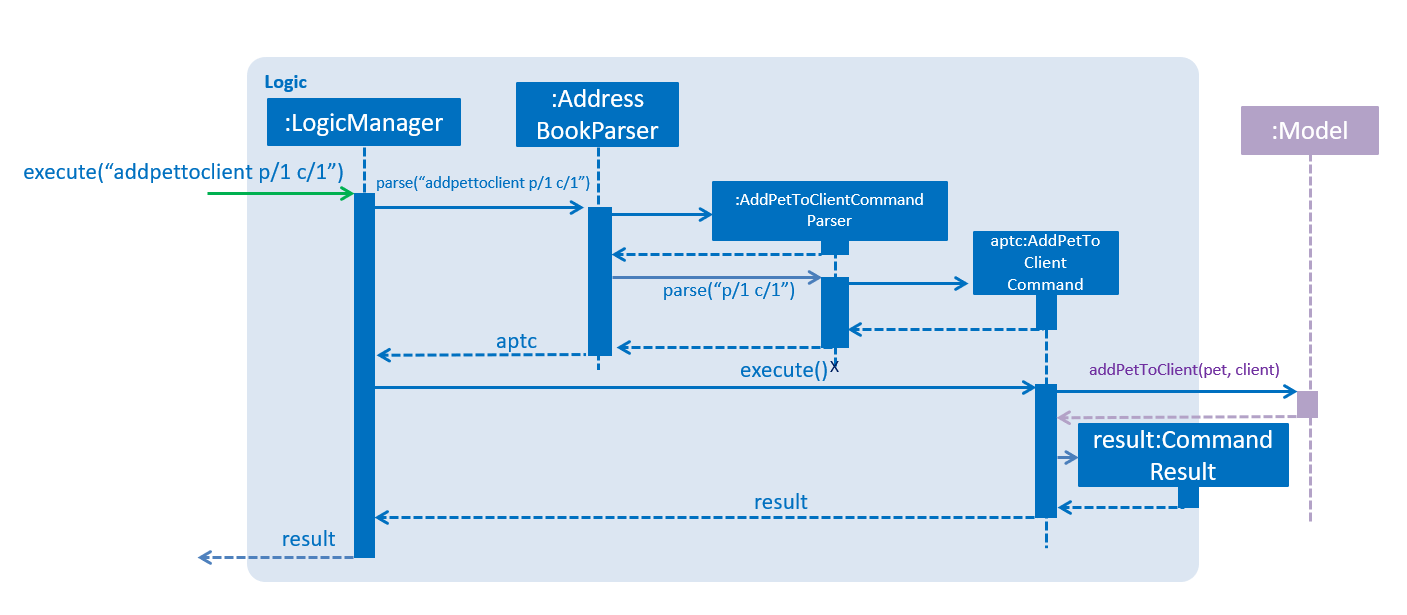 Logic
:LogicManager
:Address
BookParser
:Model
execute(“addpettoclient p/1 c/1”)
parse(“addpettoclient p/1 c/1”)
:AddPetToClientCommand
Parser
aptc:AddPetTo
Client
Command
parse(“p/1 c/1”)
aptc
execute()
X
addPetToClient(pet, client)
result:Command
Result
result
result